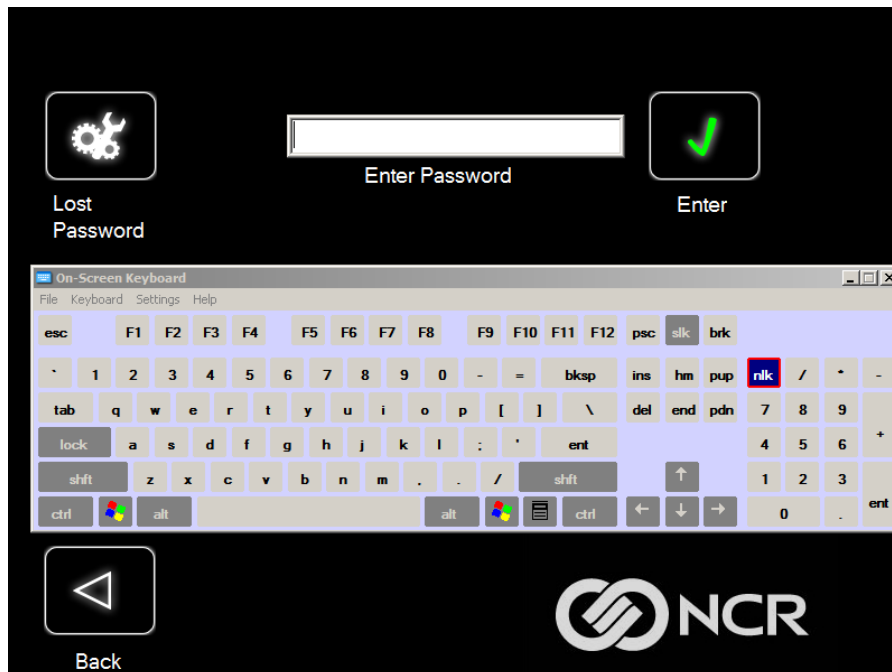 Enter Password
Enter
Lost
Password
On-Screen Keyboard
File Keyboard Settings Help
esc F1 F2 F3 F4 F5 F6 F7 F8 F9 F10 F11 F12 psc slk brk
` 1 2 3 4 5 6 7 8 9 0 - = bksp ins hm pup nlk / * -
tab q w e r t y u i o p [ ] \ del end pdn 7 8 9 +
lock a s d f g h j k l ; ' ent 4 5 6
shft z x c v b n m , . / shft ↑ 1 2 3 ent
ctrl alt alt ctrl ← ↓ → 0 .
NCR
Back